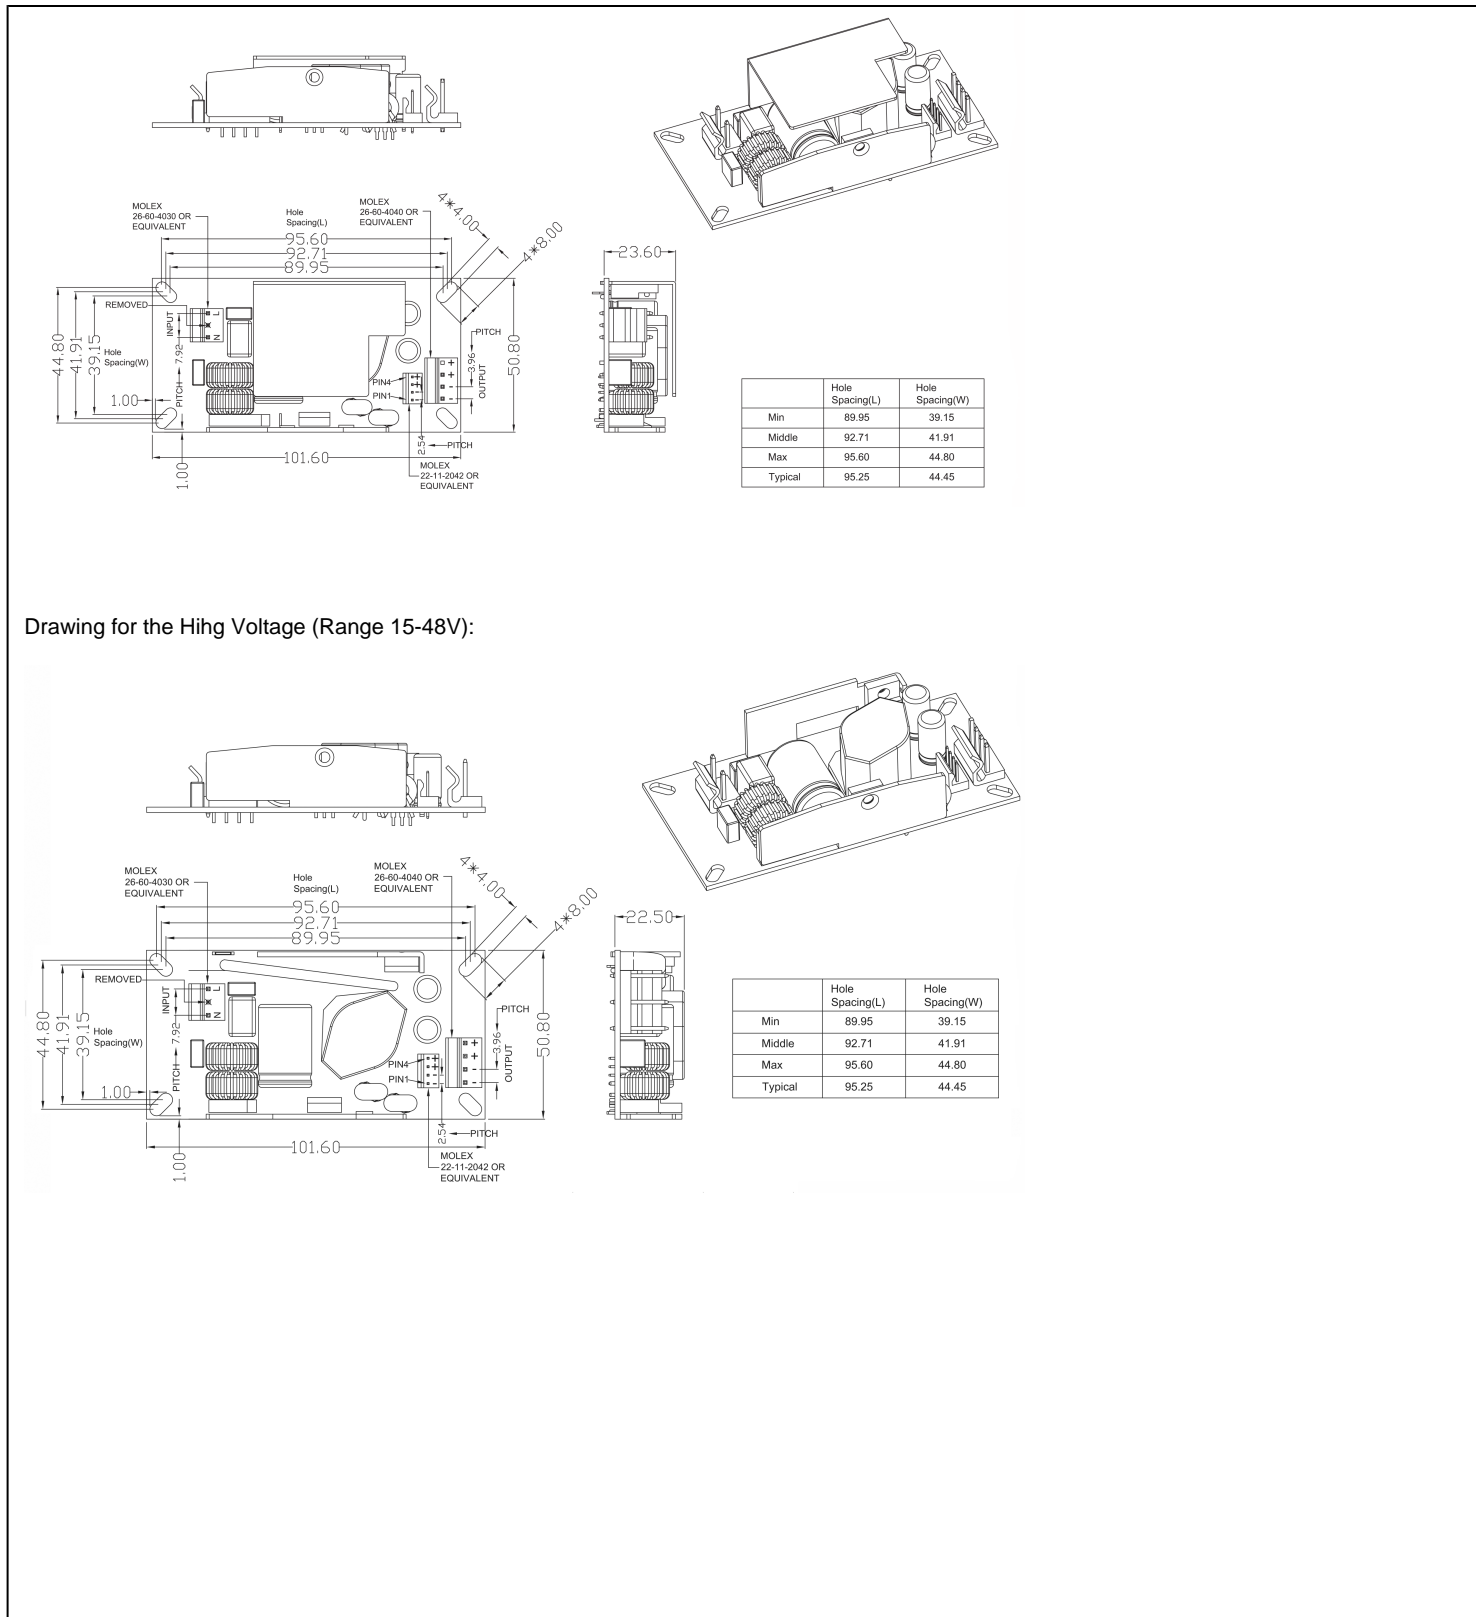 MOLEX
26-60-4030 OR
EQUIVALENT
Hole
Spacing(L)
MOLEX
26-60-4040 OR
EQUIVALENT
4*4.00
4*8.00
95.60
92.71
89.95
23.60
REMOVED
L
INPUT
N
PITCH
3.96
OUTPUT
+
+
-
-
50.80
44.80
41.91
39.15
Hole
Spacing(W)
PITCH
7.92
PIN4
PIN1
+
+
-
-
1.00
2.54
PITCH
101.60
1.00
MOLEX
22-11-2042 OR
EQUIVALENT
Hole Spacing(L) Hole Spacing(W)
Min 89.95 39.15
Middle 92.71 41.91
Max 95.60 44.80
Typical 95.25 44.45
Drawing for the Hihg Voltage (Range 15-48V):
MOLEX
26-60-4030 OR
EQUIVALENT
Hole
Spacing(L)
MOLEX
26-60-4040 OR
EQUIVALENT
4*4.00
4*8.00
95.60
92.71
89.95
22.50
REMOVED
L
INPUT
N
PITCH
3.96
OUTPUT
+
+
-
-
50.80
44.80
41.91
39.15
Hole
Spacing(W)
PITCH
7.92
PIN4
PIN1
+
+
-
-
1.00
2.54
PITCH
101.60
1.00
MOLEX
22-11-2042 OR
EQUIVALENT
Hole Spacing(L) Hole Spacing(W)
Min 89.95 39.15
Middle 92.71 41.91
Max 95.60 44.80
Typical 95.25 44.45